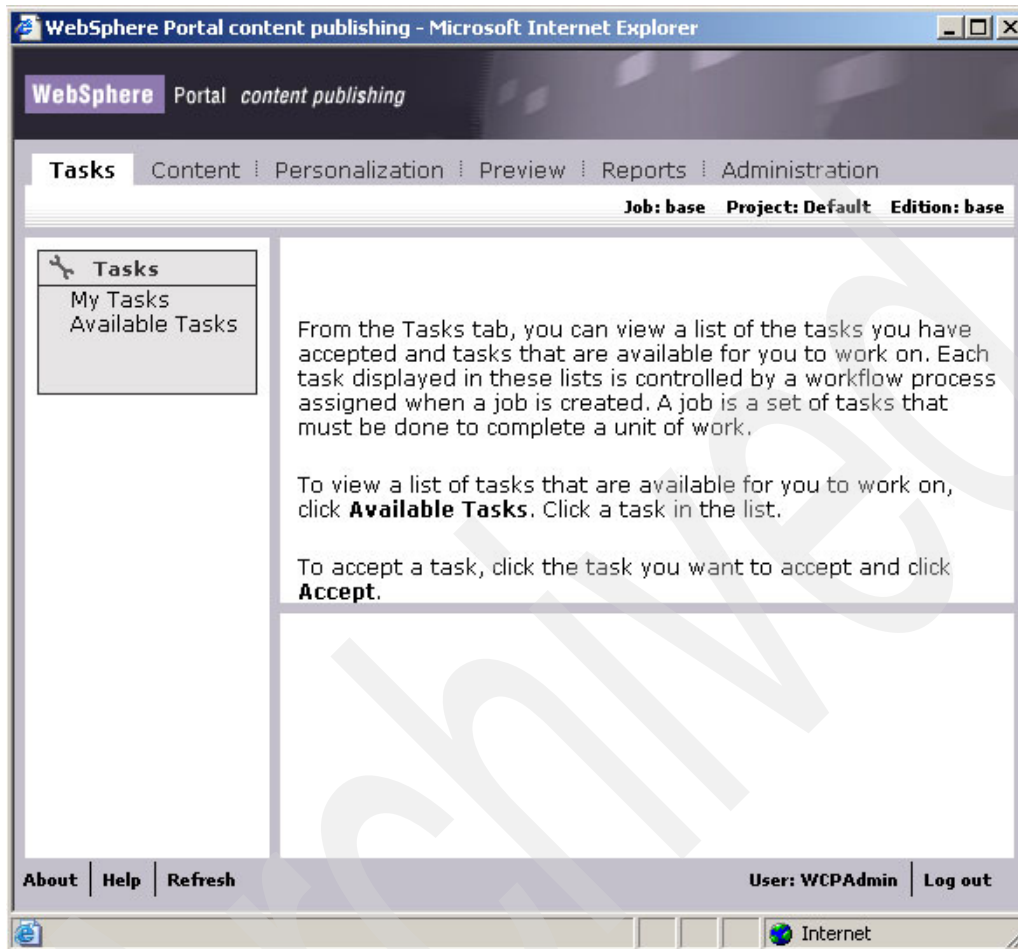 WebSphere Portal content publishing - Microsoft Internet Explorer
WebSphere Portal content publishing
Tasks Content Personalization Preview Reports Administration
Job: base Project: Default Edition: base
Tasks
My Tasks
Available Tasks
From the Tasks tab, you can view a list of the tasks you have
accepted and tasks that are available for you to work on. Each
task displayed in these lists is controlled by a workflow process
assigned when a job is created. A job is a set of tasks that
must be done to complete a unit of work.
To view a list of tasks that are available for you to work on,
click Available Tasks. Click a task in the list.
To accept a task, click the task you want to accept and click
Accept.
About Help Refresh User: WCPAdmin Log out
Internet
Archived